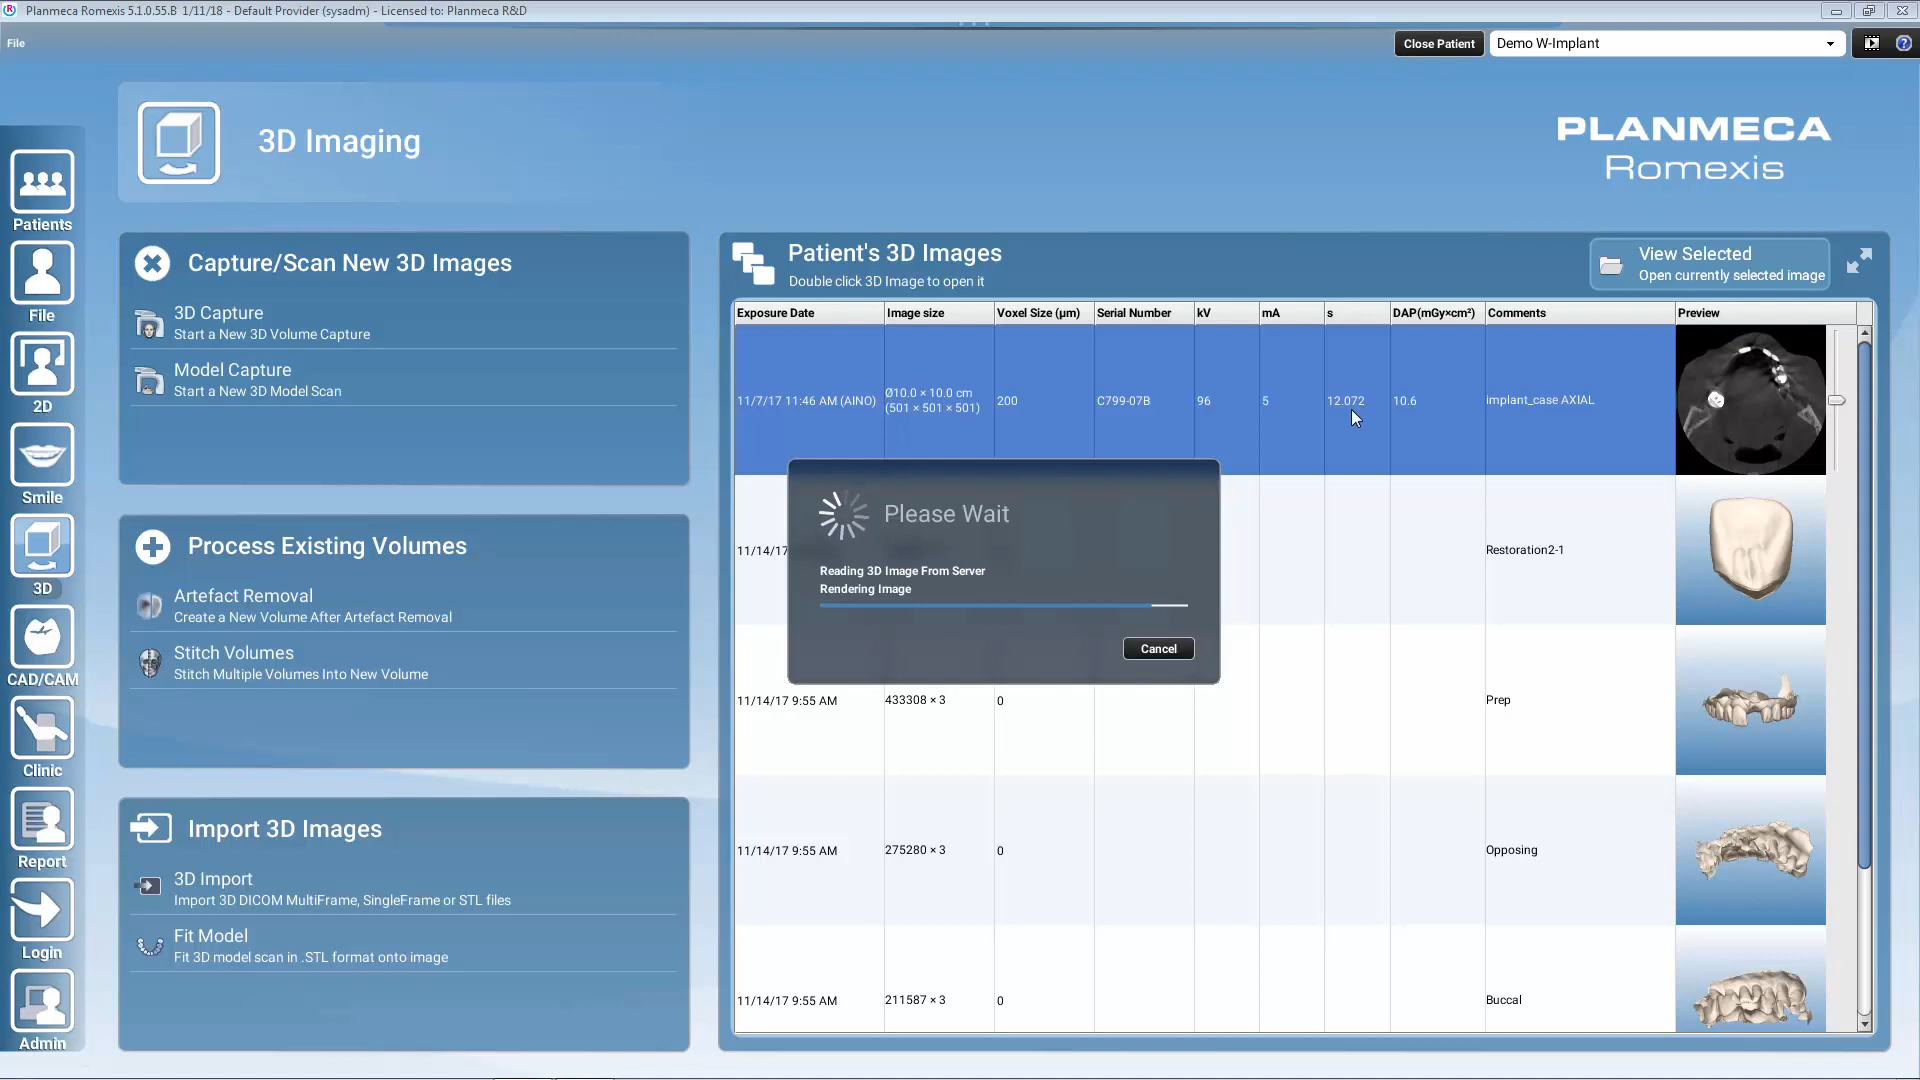 Planmeca Romexis 5.1.0.55.B  1/11/18 - Default Provider (sysadm) - Licensed to: Planmeca R&D
File
Close Patient
Demo W-Implant
3D Imaging
PLANMECA
Romexis
Patients
File
2D
Smile
3D
CAD/CAM
Clinic
Report
Login
Admin
Capture/Scan New 3D Images
3D Capture
Start a New 3D Volume Capture
Model Capture
Start a New 3D Model Scan
Process Existing Volumes
Artefact Removal
Create a New Volume After Artefact Removal
Stitch Volumes
Stitch Multiple Volumes Into New Volume
Import 3D Images
3D Import
Import 3D DICOM MultiFrame, SingleFrame or STL files
Fit Model
Fit 3D model scan in .STL format onto image
Patient's 3D Images
Double click 3D Image to open it
View Selected
Open currently selected image
Exposure Date Image size Voxel Size (µm) Serial Number kV mA s DAP(mGy×cm²) Comments Preview
11/7/17 11:46 AM (AINO) Ø10.0 × 10.0 cm (501 × 501 × 501) 200 C799-07B 96 5 12.072 10.6 implant_case AXIAL
11/14/17 Restoration2-1
Please Wait
Reading 3D Image From Server
Rendering Image
Cancel
11/14/17 9:55 AM 433308 × 3 0 Prep
11/14/17 9:55 AM 275280 × 3 0 Opposing
11/14/17 9:55 AM 211587 × 3 0 Buccal